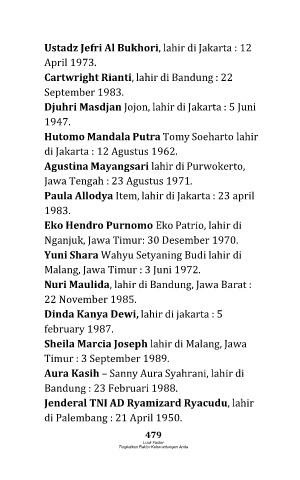 Ustadz Jefri Al Bukhori, lahir di Jakarta : 12
April 1973.
Cartwright Rianti, lahir di Bandung : 22
September 1983.
Djuhri Masdjan Jojon, lahir di Jakarta : 5 Juni
1947.
Hutomo Mandala Putra Tomy Soeharto lahir
di Jakarta : 12 Agustus 1962.
Agustina Mayangsari lahir di Purwokerto,
Jawa Tengah : 23 Agustus 1971.
Paula Allodya Item, lahir di Jakarta : 23 april
1983.
Eko Hendro Purnomo Eko Patrio, lahir di
Nganjuk, Jawa Timur: 30 Desember 1970.
Yuni Shara Wahyu Setyaning Budi lahir di
Malang, Jawa Timur : 3 Juni 1972.
Nuri Maulida, lahir di Bandung, Jawa Barat :
22 November 1985.
Dinda Kanya Dewi, lahir di jakarta : 5
february 1987.
Sheila Marcia Joseph lahir di Malang, Jawa
Timur : 3 September 1989.
Aura Kasih – Sanny Aura Syahrani, lahir di
Bandung : 23 Februari 1988.
Jenderal TNI AD Ryamizard Ryacudu, lahir
di Palembang : 21 April 1950.
479
Luck Factor
Tingkatkan Faktor Keberuntungan Anda